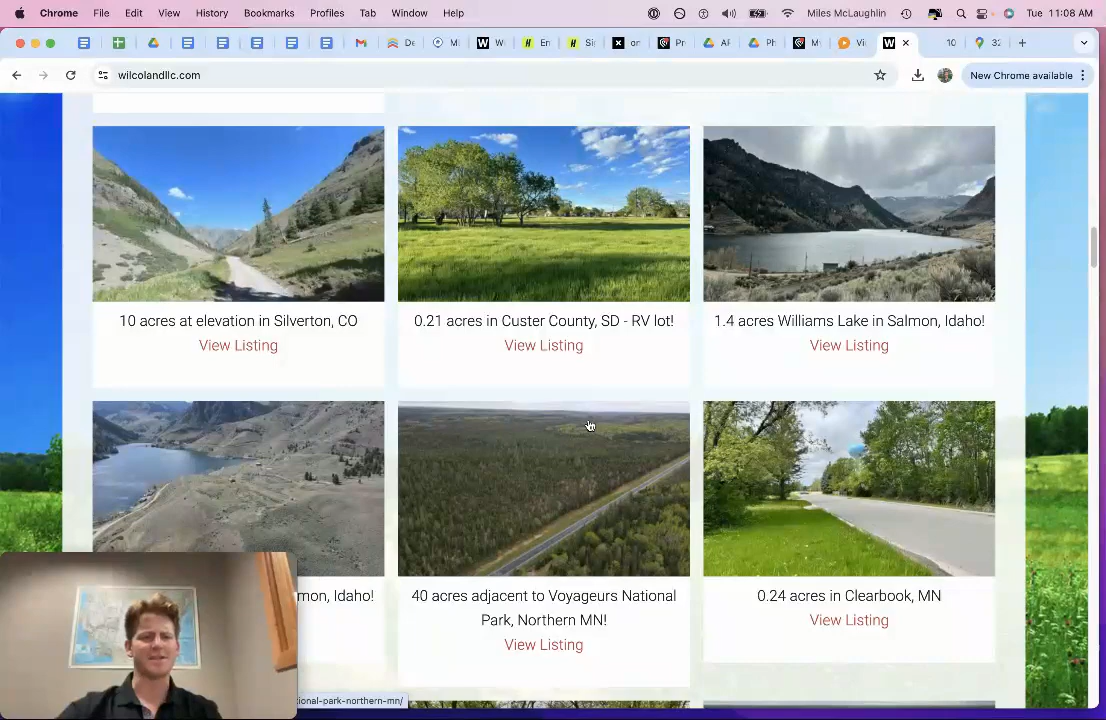 Chrome File Edit View History Bookmarks Profiles Tab Window Help Miles McLaughlin Tue 11:08 AM
10
wilcolandllc.com New Chrome available
10 acres at elevation in Silverton, CO
View Listing
0.21 acres in Custer County, SD - RV lot!
View Listing
1.4 acres Williams Lake in Salmon, Idaho!
View Listing
mon, Idaho!
40 acres adjacent to Voyageurs National
Park, Northern MN!
View Listing
0.24 acres in Clearbook, MN
View Listing
ional-park-northern-mn/